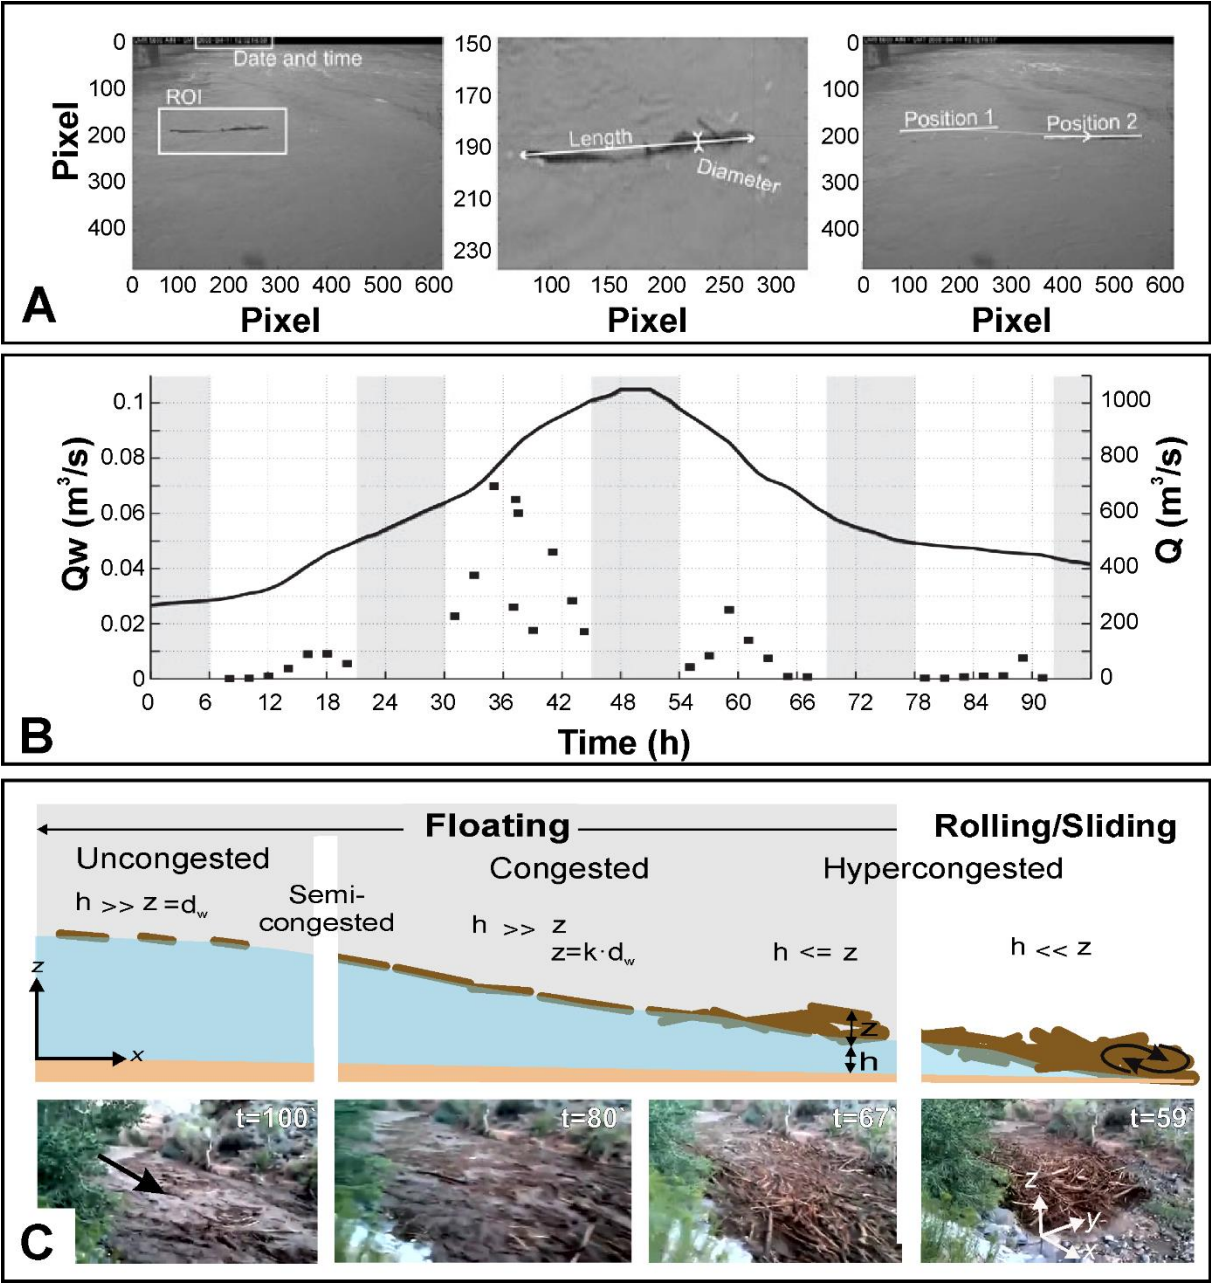 0
100
200
300
400
Pixel
Date and time
ROI
0 100 200 300 400 500 600
Pixel
150
170
190
210
230
Length
Diameter
100 150 200 250 300
Pixel
0
100
200
300
400
Position 1
Position 2
0 100 200 300 400 500 600
Pixel
A
Qw (m³/s)
0.1
0.08
0.06
0.04
0.02
0
1000
800
600
400
200
0
Q (m³/s)
0 6 12 18 24 30 36 42 48 54 60 66 72 78 84 90
Time (h)
B
Floating
Rolling/Sliding
Uncongested
Semi-
congested
Congested
Hypercongested
h >> z =dw
h >> z
z=k·dw
h <= z
h << z
z
x
z
h
t=100`
t=80`
t=67`
t=59`
z
y
x
C